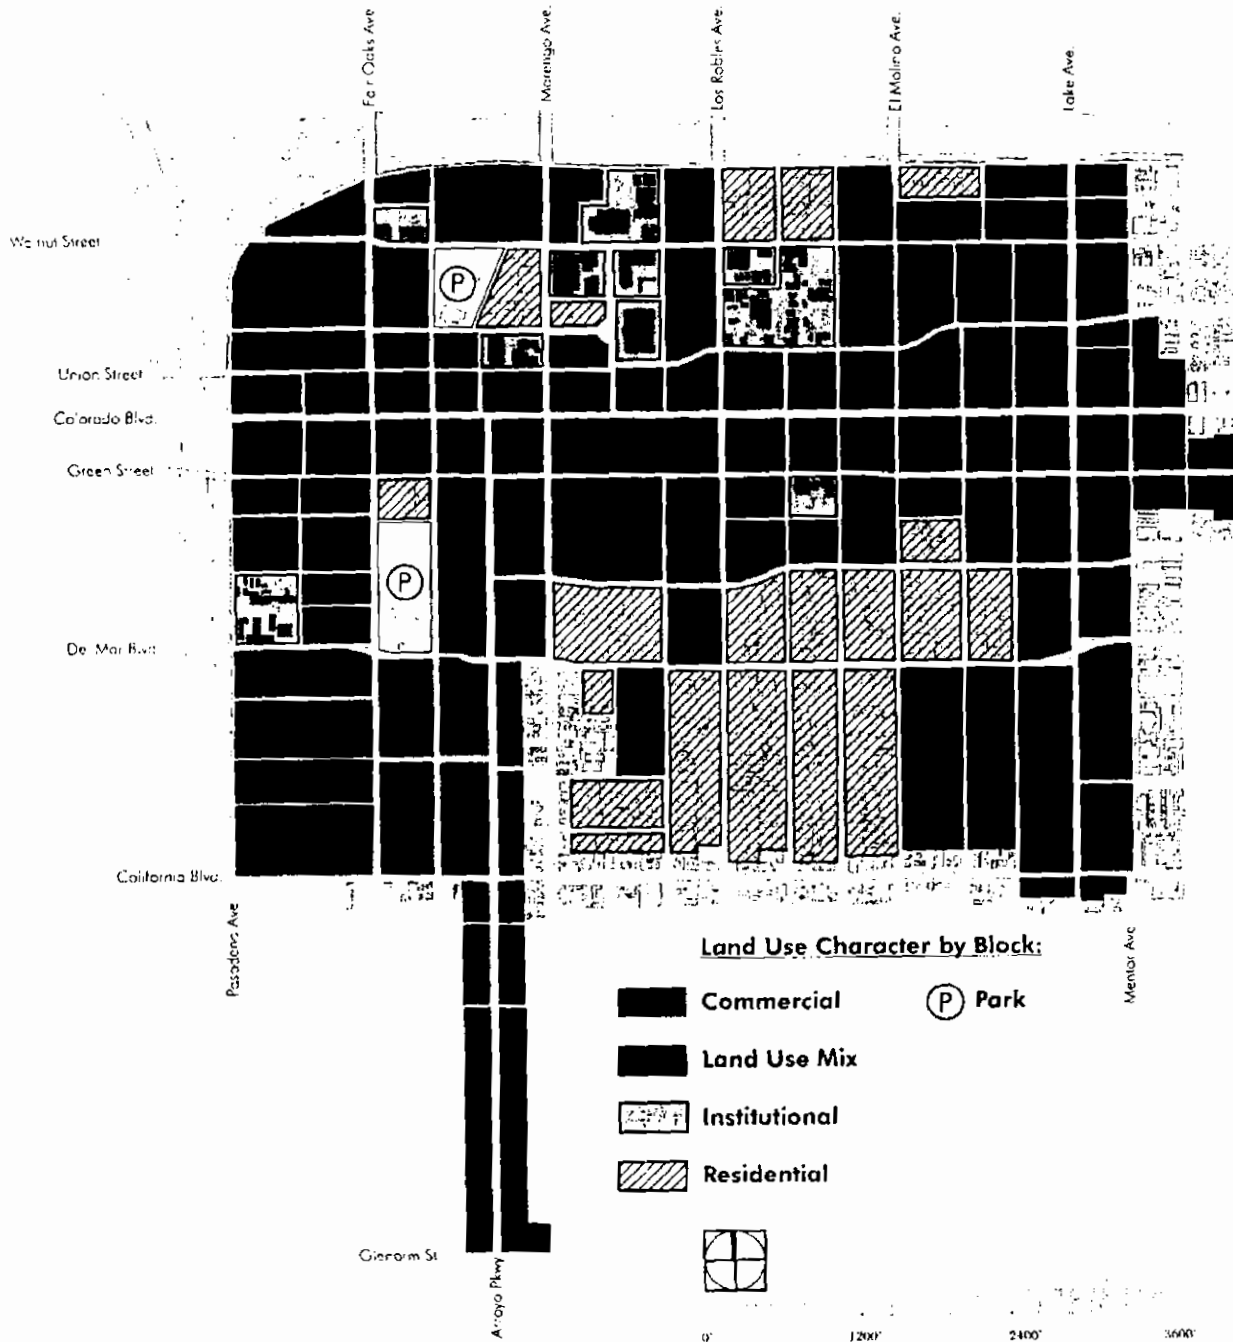 Fair Oaks Ave
Marengo Ave.
Los Robles Ave.
El Molino Ave.
Lake Ave.
Walnut Street
P
Union Street
Colorado Blvd.
Green Street
P
Del Mar Blvd
California Blvd.
Pasadena Ave
Mentor Ave
Land Use Character by Block:
Commercial
P Park
Land Use Mix
Institutional
Residential
Glenarm St
Arroyo Pkwy
0' 1200' 2400' 3600'